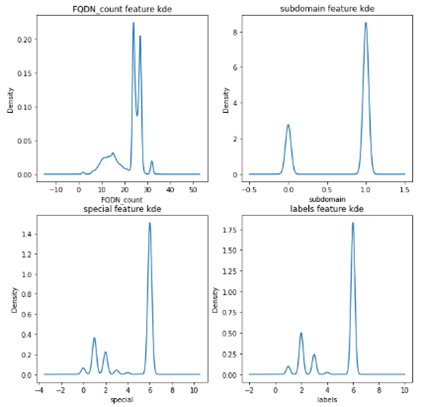 FQDN_count feature kde
subdomain feature kde
0.20
0.15
0.10
0.05
0.00
Density
-10 0 10 20 30 40 50
FQDN_count
8
6
4
2
0
Density
-0.5 0.0 0.5 1.0 1.5
subdomain
special feature kde
labels feature kde
1.4
1.2
1.0
0.8
0.6
0.4
0.2
0.0
Density
-4 -2 0 2 4 6 8 10
special
1.75
1.50
1.25
1.00
0.75
0.50
0.25
0.00
Density
-2 0 2 4 6 8 10
labels